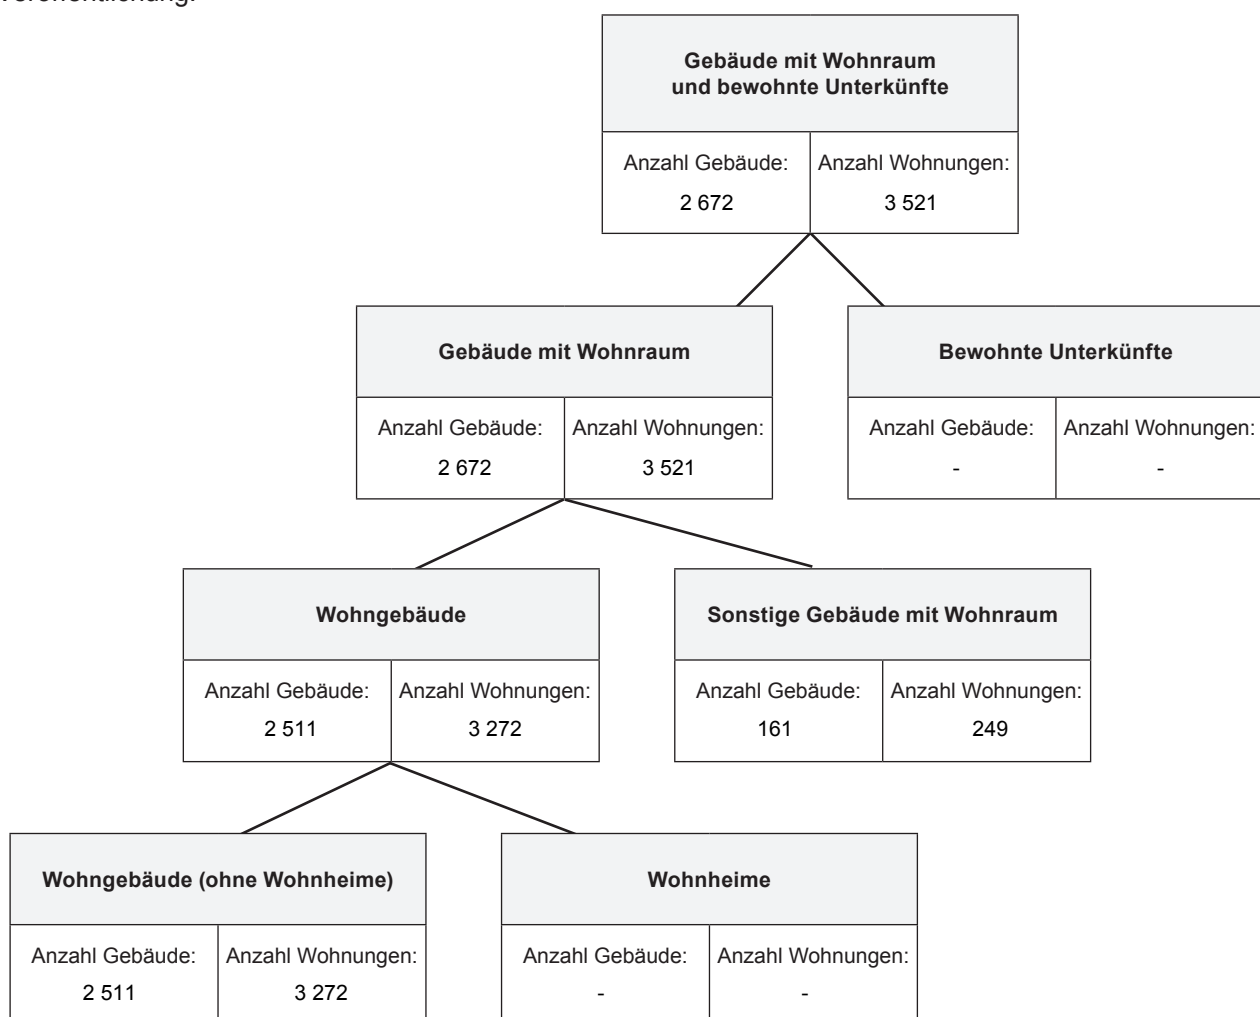 Veröffentlichung.
Gebäude mit Wohnraum
und bewohnte Unterkünfte
Anzahl Gebäude: Anzahl Wohnungen:
2 672 3 521
Gebäude mit Wohnraum Bewohnte Unterkünfte
Anzahl Gebäude: Anzahl Wohnungen: Anzahl Gebäude: Anzahl Wohnungen:
2 672 3 521 - -
Wohngebäude Sonstige Gebäude mit Wohnraum
Anzahl Gebäude: Anzahl Wohnungen: Anzahl Gebäude: Anzahl Wohnungen:
2 511 3 272 161 249
Wohngebäude (ohne Wohnheime) Wohnheime
Anzahl Gebäude: Anzahl Wohnungen: Anzahl Gebäude: Anzahl Wohnungen:
2 511 3 272 - -